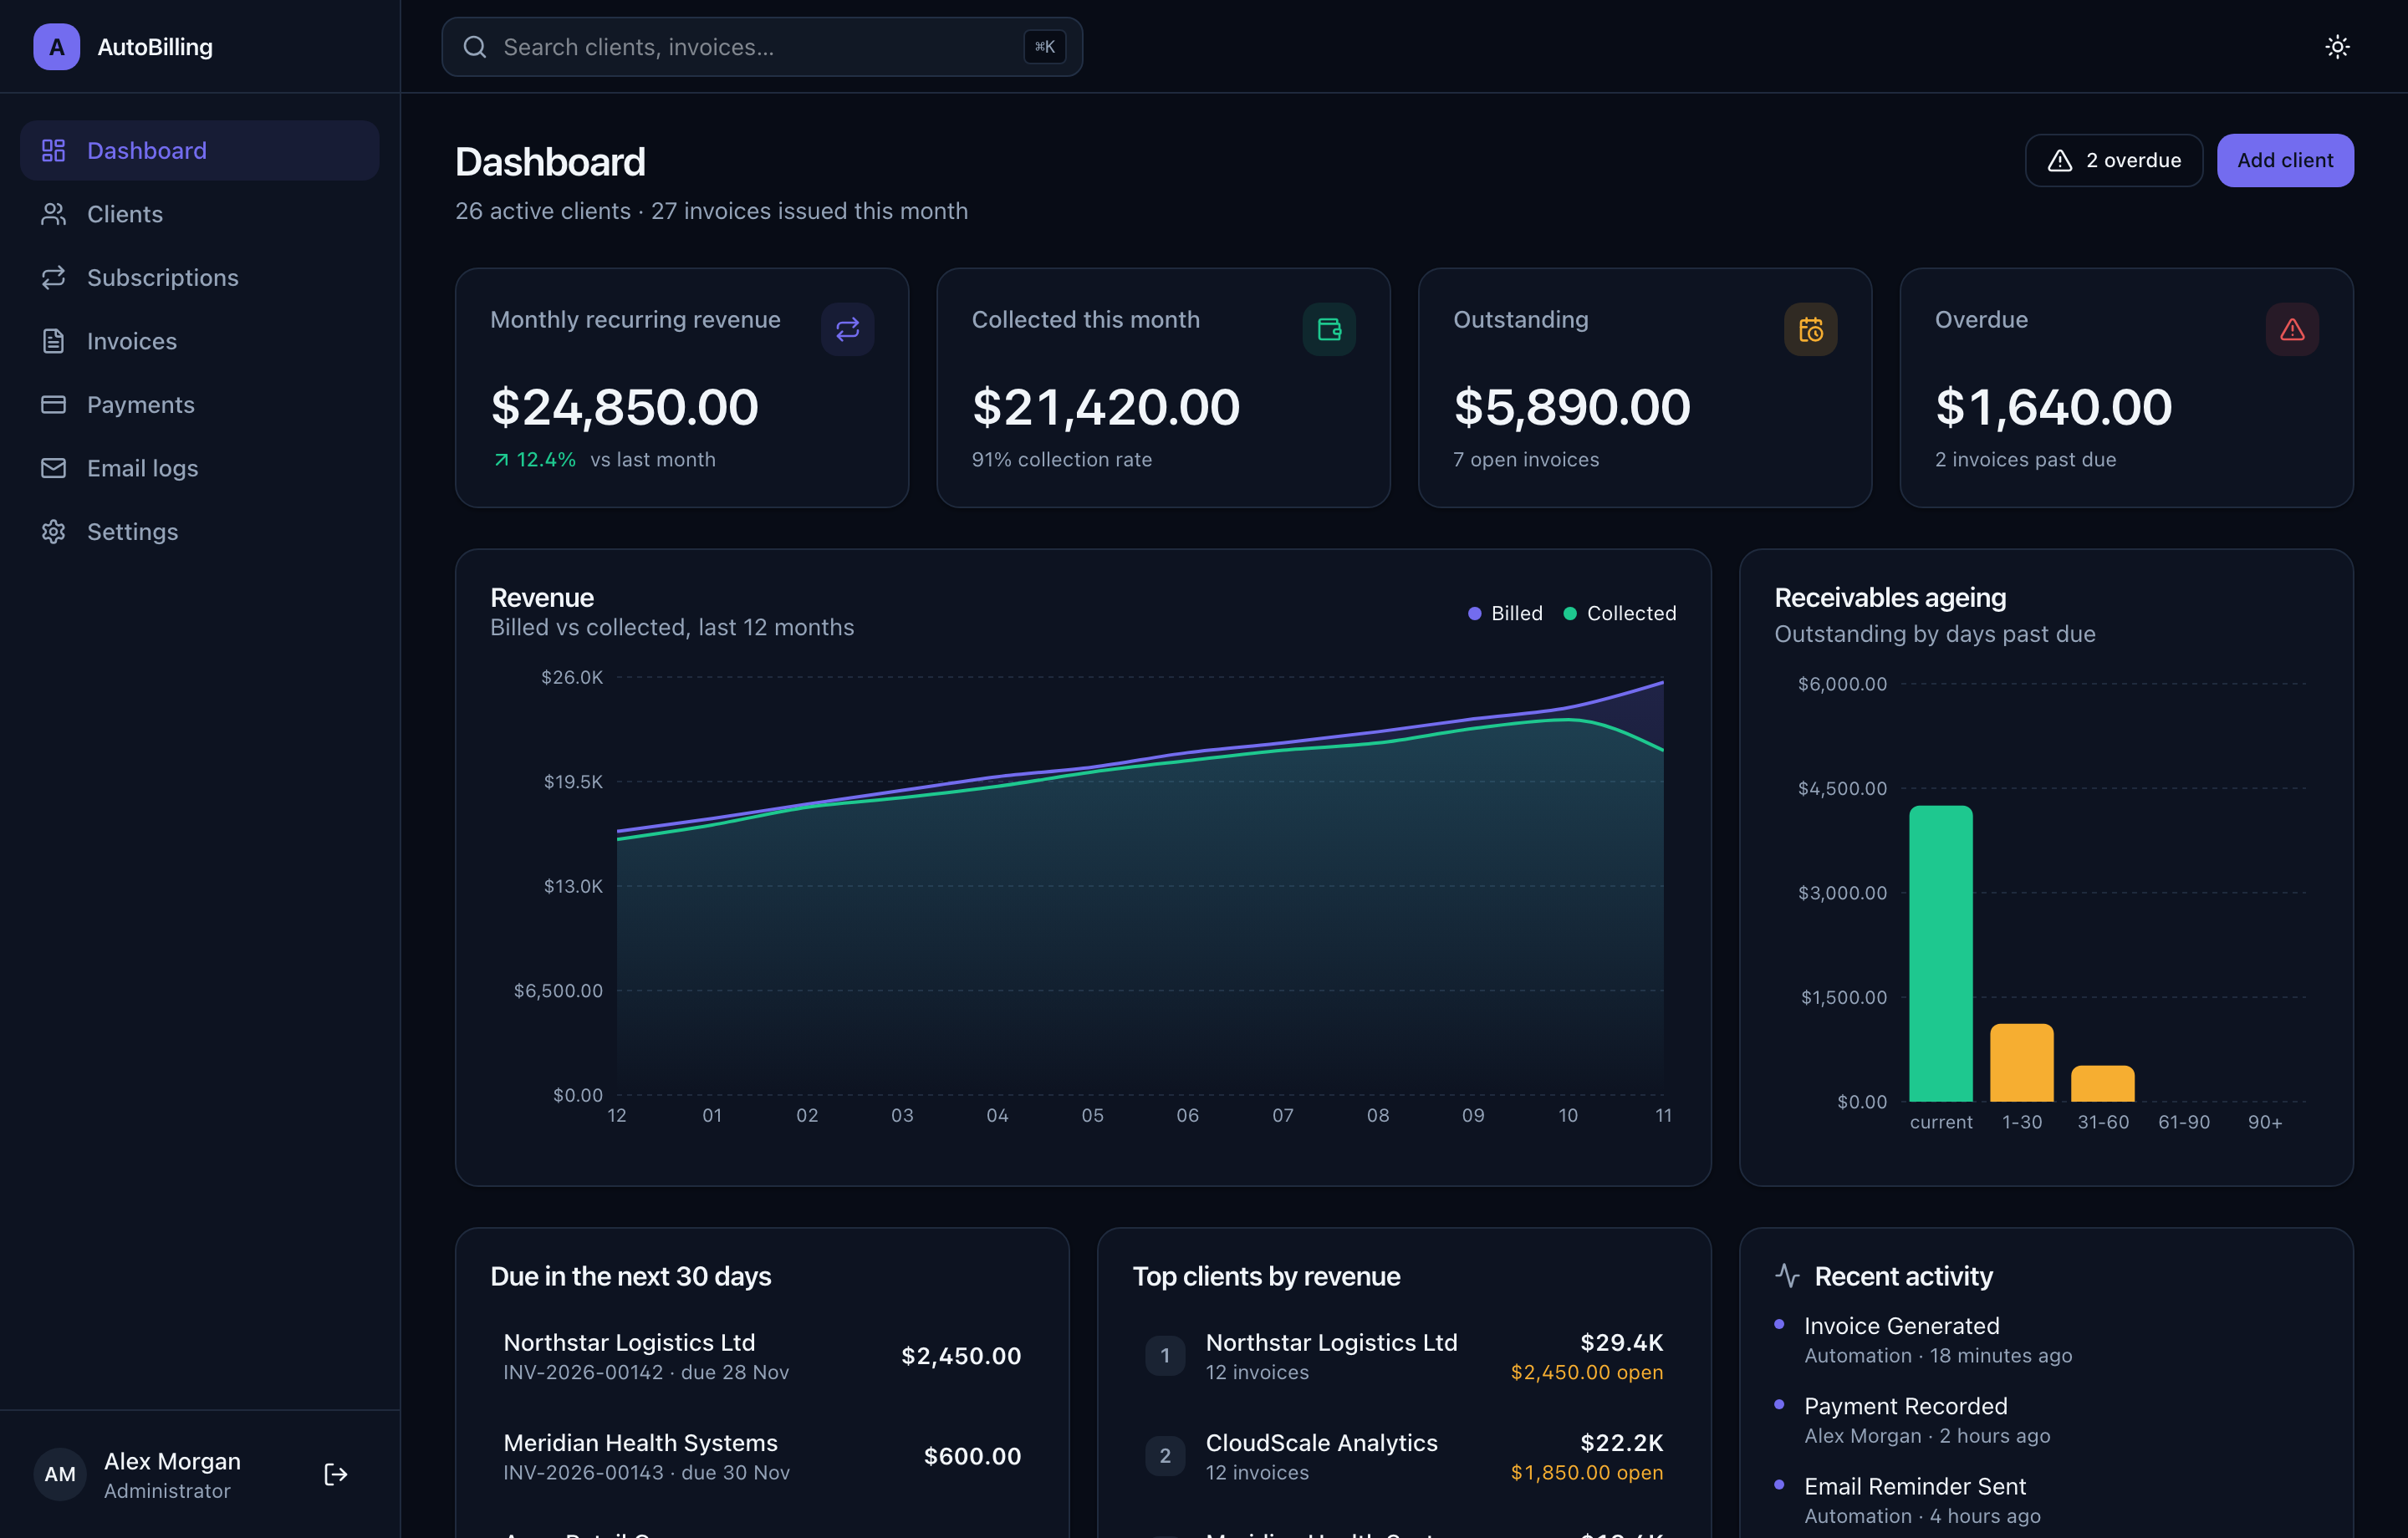 A AutoBilling
Search clients, invoices... ⌘K
Dashboard
Clients
Subscriptions
Invoices
Payments
Email logs
Settings
AM Alex Morgan
Administrator
Dashboard
26 active clients · 27 invoices issued this month
2 overdue
Add client
Monthly recurring revenue
$24,850.00
12.4% vs last month
Collected this month
$21,420.00
91% collection rate
Outstanding
$5,890.00
7 open invoices
Overdue
$1,640.00
2 invoices past due
Revenue
Billed vs collected, last 12 months
Billed Collected
$26.0K
$19.5K
$13.0K
$6,500.00
$0.00
12 01 02 03 04 05 06 07 08 09 10 11
Receivables ageing
Outstanding by days past due
$6,000.00
$4,500.00
$3,000.00
$1,500.00
$0.00
current 1-30 31-60 61-90 90+
Due in the next 30 days
Northstar Logistics Ltd $2,450.00
INV-2026-00142 · due 28 Nov
Meridian Health Systems $600.00
INV-2026-00143 · due 30 Nov
Top clients by revenue
1 Northstar Logistics Ltd $29.4K
12 invoices $2,450.00 open
2 CloudScale Analytics $22.2K
12 invoices $1,850.00 open
Recent activity
Invoice Generated
Automation · 18 minutes ago
Payment Recorded
Alex Morgan · 2 hours ago
Email Reminder Sent
Automation · 4 hours ago